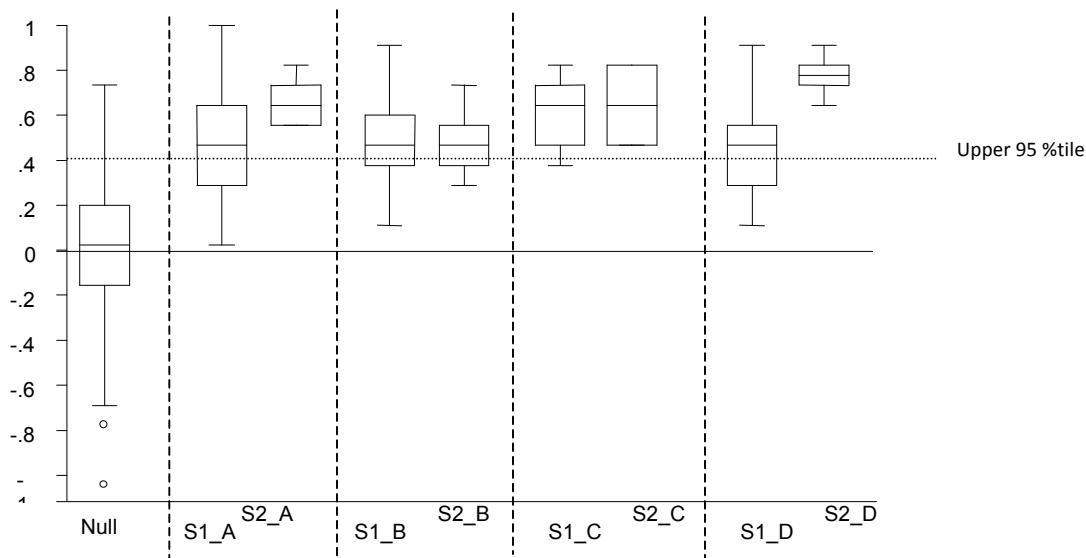 1
.8
.6
.4
.2
0
-.2
-.4
-.6
-.8
-
1
Upper 95 %tile
Null
S1_A
S2_A
S1_B
S2_B
S1_C
S2_C
S1_D
S2_D